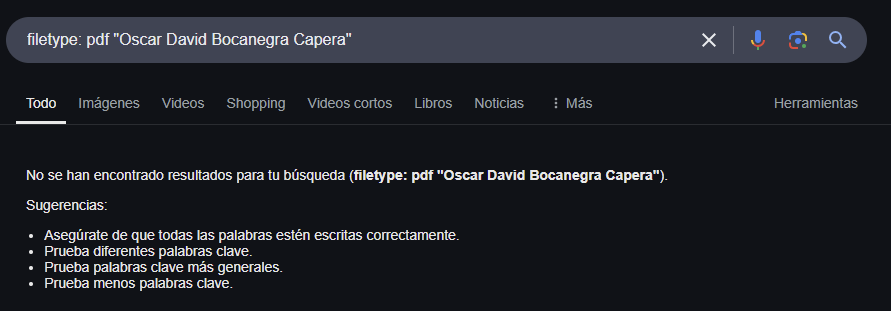 filetype: pdf "Oscar David Bocanegra Capera"
Todo Imágenes Videos Shopping Videos cortos Libros Noticias Más Herramientas
No se han encontrado resultados para tu búsqueda (filetype: pdf "Oscar David Bocanegra Capera").
Sugerencias:
• Asegúrate de que todas las palabras estén escritas correctamente.
• Prueba diferentes palabras clave.
• Prueba palabras clave más generales.
• Prueba menos palabras clave.